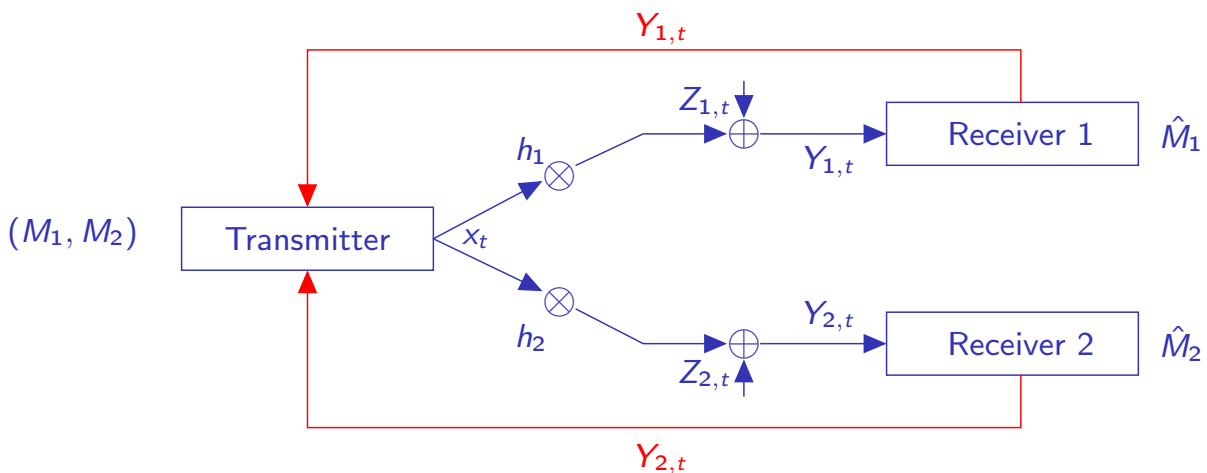 Y₁,ₜ
Z₁,ₜ
Receiver 1
M̂₁
h₁
Y₁,ₜ
(M₁, M₂)
Transmitter
xₜ
h₂
Y₂,ₜ
Receiver 2
M̂₂
Z₂,ₜ
Y₂,ₜ